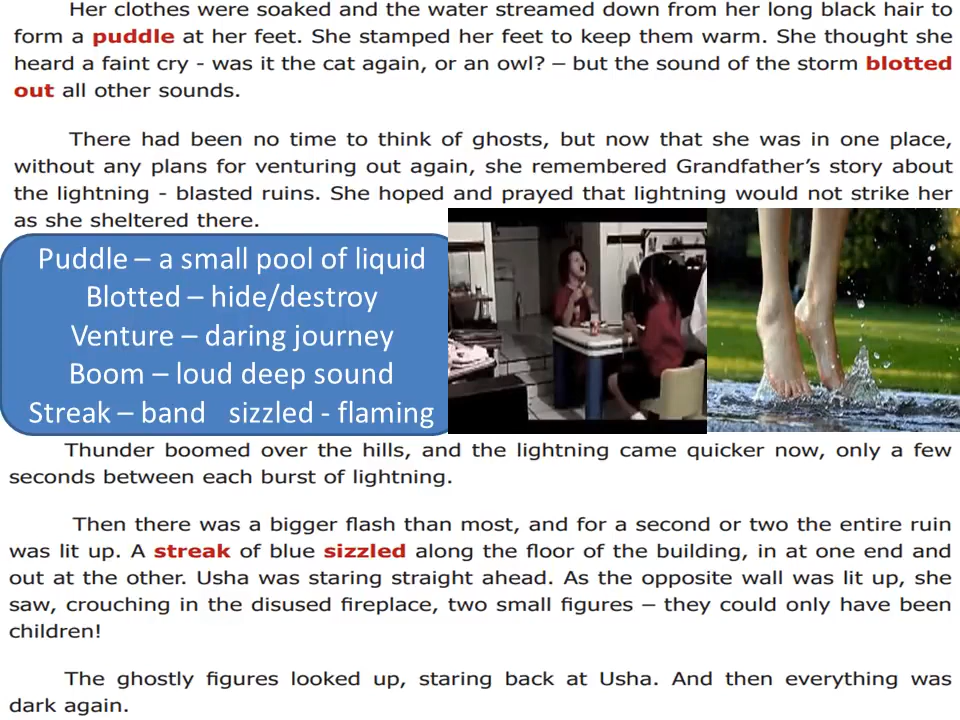 Her clothes were soaked and the water streamed down from her long black hair to
form a puddle at her feet. She stamped her feet to keep them warm. She thought she
heard a faint cry - was it the cat again, or an owl? – but the sound of the storm blotted
out all other sounds.
There had been no time to think of ghosts, but now that she was in one place,
without any plans for venturing out again, she remembered Grandfather’s story about
the lightning - blasted ruins. She hoped and prayed that lightning would not strike her
as she sheltered there.
Puddle – a small pool of liquid
Blotted – hide/destroy
Venture – daring journey
Boom – loud deep sound
Streak – band sizzled - flaming
Thunder boomed over the hills, and the lightning came quicker now, only a few
seconds between each burst of lightning.
Then there was a bigger flash than most, and for a second or two the entire ruin
was lit up. A streak of blue sizzled along the floor of the building, in at one end and
out at the other. Usha was staring straight ahead. As the opposite wall was lit up, she
saw, crouching in the disused fireplace, two small figures – they could only have been
children!
The ghostly figures looked up, staring back at Usha. And then everything was
dark again.